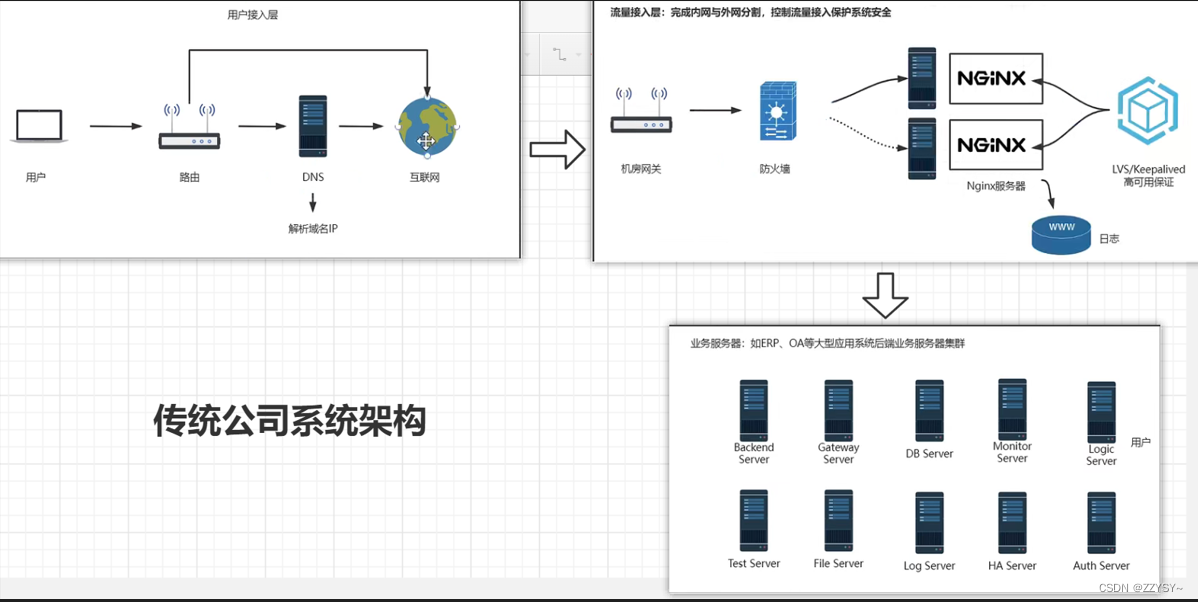 用户接入层
用户
路由
DNS
互联网
解析域名IP
流量接入层：完成内网与外网分割，控制流量接入保护系统安全
NGiNX
NGiNX
机房网关
防火墙
Nginx服务器
LVS/Keepalived
高可用保证
WWW
日志
传统公司系统架构
业务服务器：如ERP、OA等大型应用系统后端业务服务器集群
Backend
Server
Gateway
Server
DB Server
Monitor
Server
Logic
Server
用户
Test Server
File Server
Log Server
HA Server
Auth Server
CSDN @ZZYSY~